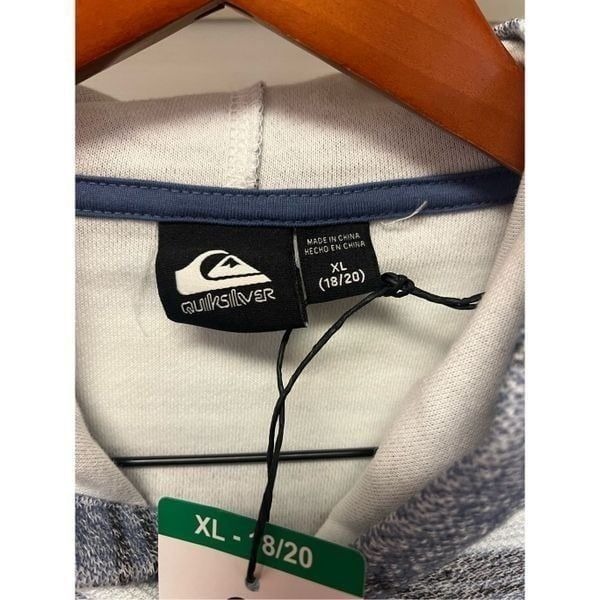 QUIKSILVER
MADE IN CHINA
HECHO EN CHINA
XL
(18/20)
XL - 18/20